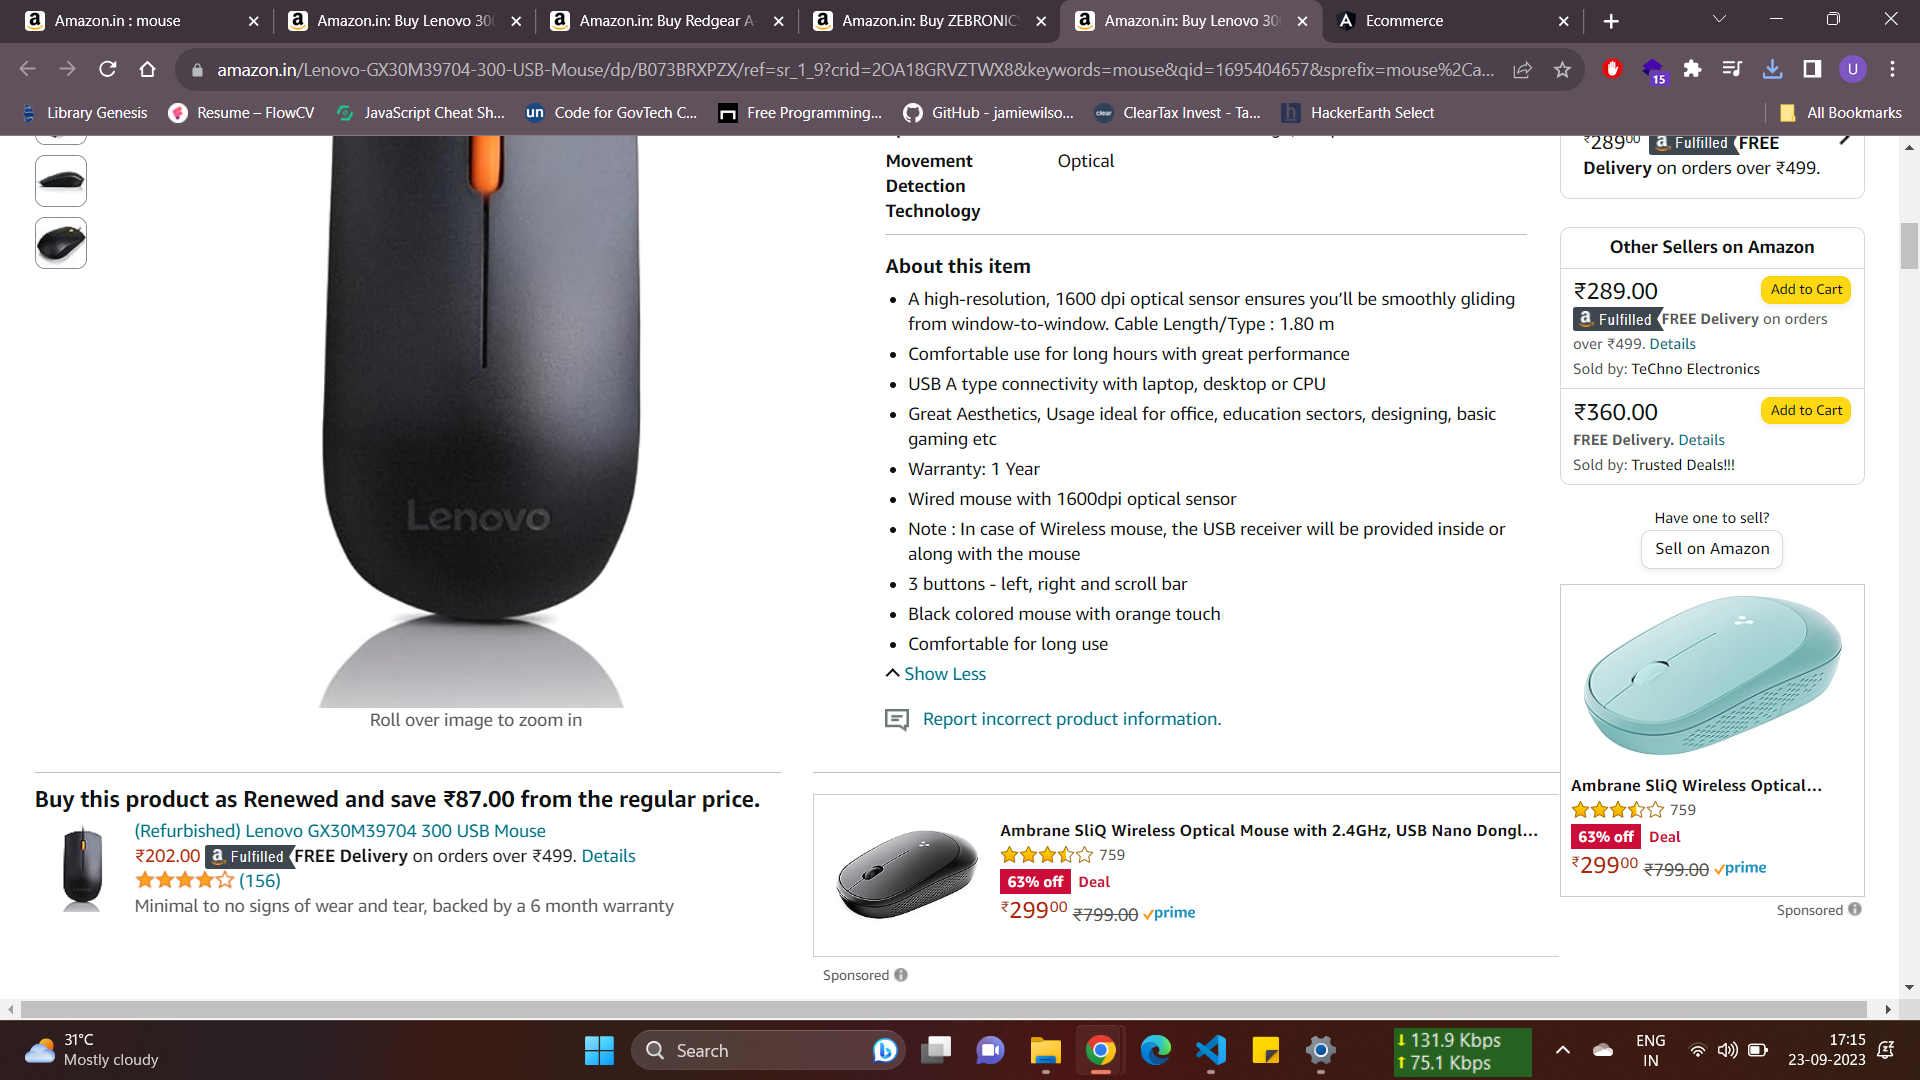 Amazon.in : mouse
Amazon.in: Buy Lenovo 30
Amazon.in: Buy Redgear A
Amazon.in: Buy ZEBRONIC
Amazon.in: Buy Lenovo 30
Ecommerce
amazon.in/Lenovo-GX30M39704-300-USB-Mouse/dp/B073BRXPZX/ref=sr_1_9?crid=2OA18GRVZTWX8&keywords=mouse&qid=1695404657&sprefix=mouse%2Ca...
15
U
Library Genesis
Resume – FlowCV
JavaScript Cheat Sh...
un Code for GovTech C...
Free Programming...
GitHub - jamiewilso...
clear ClearTax Invest - Ta...
h HackerEarth Select
All Bookmarks
Lenovo
Roll over image to zoom in
Movement Optical
Detection
Technology
About this item
• A high-resolution, 1600 dpi optical sensor ensures you’ll be smoothly gliding
from window-to-window. Cable Length/Type : 1.80 m
• Comfortable use for long hours with great performance
• USB A type connectivity with laptop, desktop or CPU
• Great Aesthetics, Usage ideal for office, education sectors, designing, basic
gaming etc
• Warranty: 1 Year
• Wired mouse with 1600dpi optical sensor
• Note : In case of Wireless mouse, the USB receiver will be provided inside or
along with the mouse
• 3 buttons - left, right and scroll bar
• Black colored mouse with orange touch
• Comfortable for long use
Show Less
Report incorrect product information.
₹289.00 Fulfilled FREE
Delivery on orders over ₹499.
Other Sellers on Amazon
₹289.00 Add to Cart
Fulfilled FREE Delivery on orders
over ₹499. Details
Sold by: TeChno Electronics
₹360.00 Add to Cart
FREE Delivery. Details
Sold by: Trusted Deals!!!
Have one to sell?
Sell on Amazon
Ambrane SliQ Wireless Optical...
759
63% off Deal
₹299.00 ₹799.00 prime
Sponsored
Buy this product as Renewed and save ₹87.00 from the regular price.
(Refurbished) Lenovo GX30M39704 300 USB Mouse
₹202.00 Fulfilled FREE Delivery on orders over ₹499. Details
(156)
Minimal to no signs of wear and tear, backed by a 6 month warranty
Ambrane SliQ Wireless Optical Mouse with 2.4GHz, USB Nano Dongl...
759
63% off Deal
₹299.00 ₹799.00 prime
Sponsored
31°C
Mostly cloudy
Search
131.9 Kbps
75.1 Kbps
ENG
IN
17:15
23-09-2023